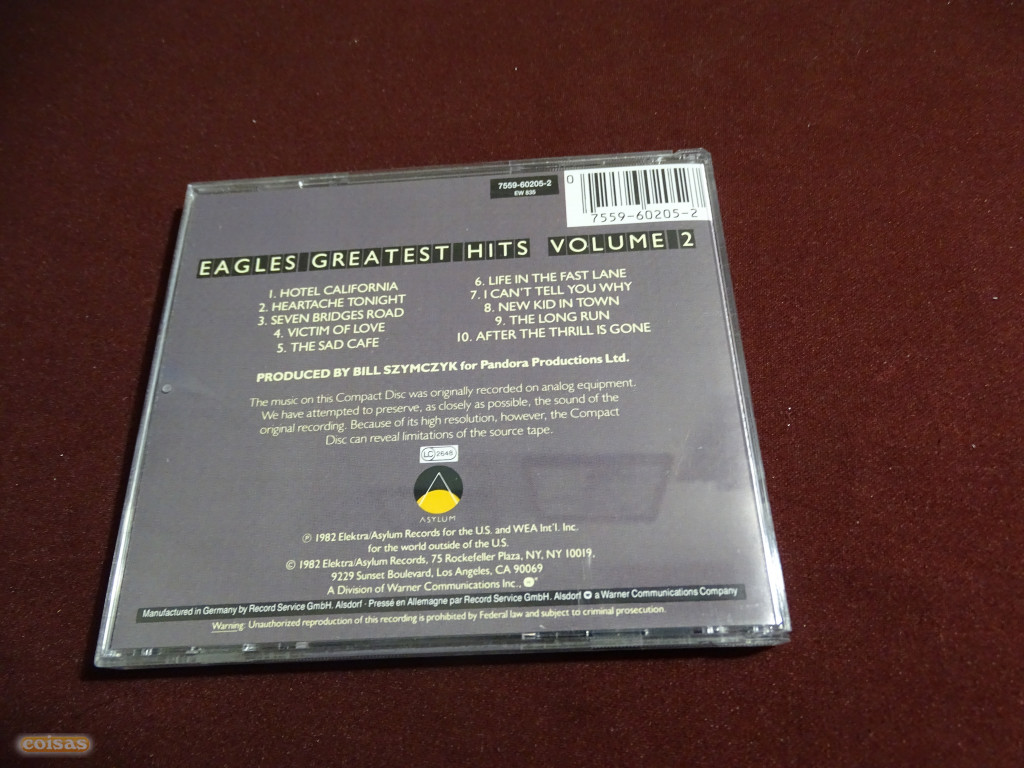 7559-60205-2
EW 835
0
7559-60205-2
EAGLES GREATEST HITS VOLUME 2
1. HOTEL CALIFORNIA
2. HEARTACHE TONIGHT
3. SEVEN BRIDGES ROAD
4. VICTIM OF LOVE
5. THE SAD CAFE
6. LIFE IN THE FAST LANE
7. I CAN'T TELL YOU WHY
8. NEW KID IN TOWN
9. THE LONG RUN
10. AFTER THE THRILL IS GONE
PRODUCED BY BILL SZYMCZYK for Pandora Productions Ltd.
The music on this Compact Disc was originally recorded on analog equipment.
We have attempted to preserve, as closely as possible, the sound of the
original recording. Because of its high resolution, however, the Compact
Disc can reveal limitations of the source tape.
LC 2645
ASYLUM
℗ 1982 Elektra/Asylum Records for the U.S. and WEA Int'l. Inc.
for the world outside of the U.S.
© 1982 Elektra/Asylum Records, 75 Rockefeller Plaza, NY, NY 10019.
9229 Sunset Boulevard, Los Angeles, CA 90069
A Division of Warner Communications Inc.,
Manufactured in Germany by Record Service GmbH. Alsdorf · Pressé en Allemagne par Record Service GmbH. Alsdorf a Warner Communications Company
Warning: Unauthorized reproduction of this recording is prohibited by Federal law and subject to criminal prosecution.
coisas